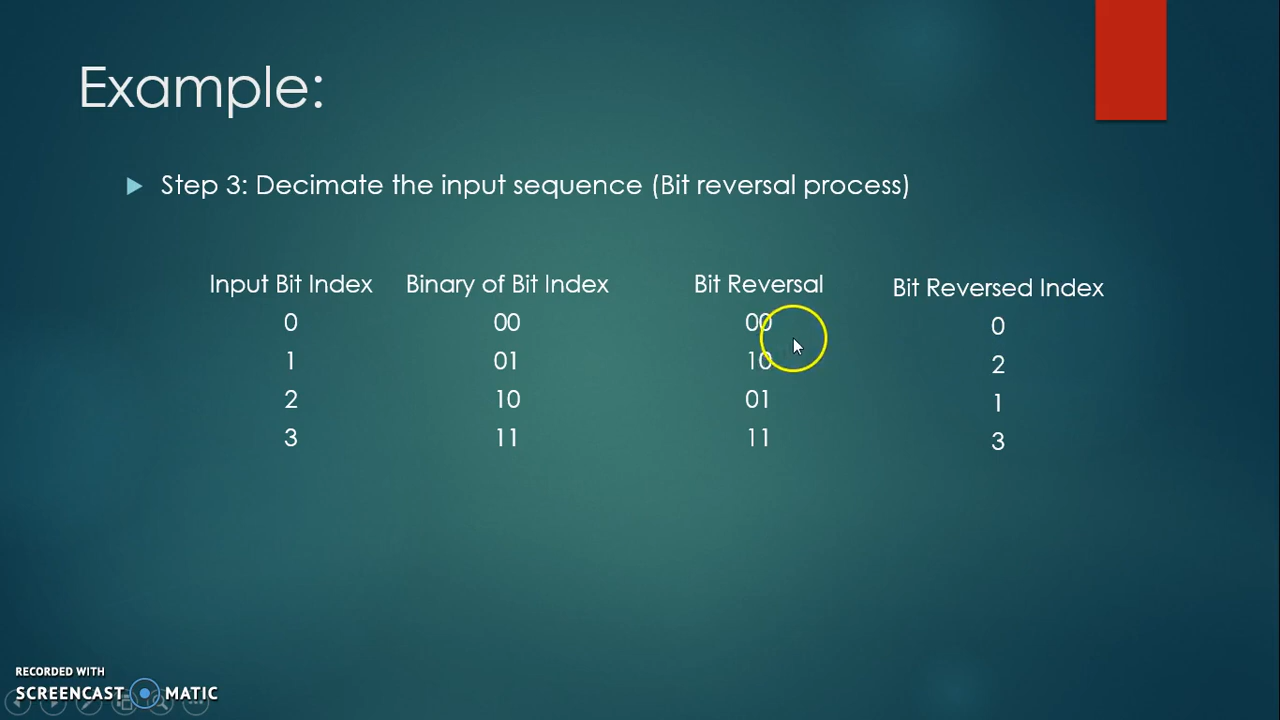 Example:
Step 3: Decimate the input sequence (Bit reversal process)
Input Bit Index Binary of Bit Index Bit Reversal Bit Reversed Index
0 00 00 0
1 01 10 2
2 10 01 1
3 11 11 3
RECORDED WITH
SCREENCAST MATIC